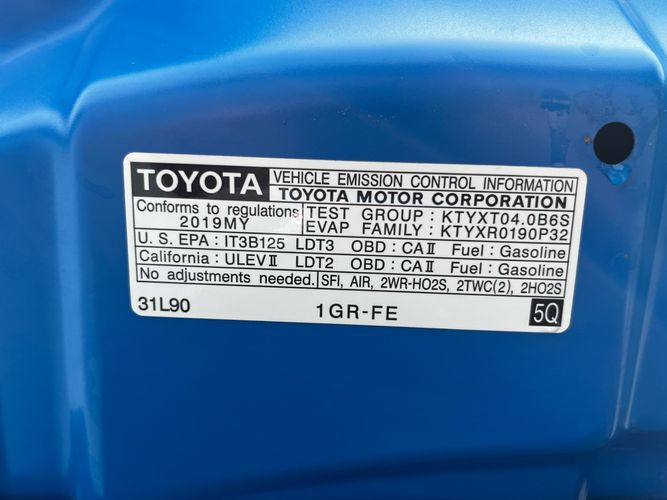 TOYOTA VEHICLE EMISSION CONTROL INFORMATION
TOYOTA MOTOR CORPORATION
Conforms to regulations
2019MY
TEST GROUP : KTYXT04.0B6S
EVAP FAMILY : KTYXR0190P32
U. S. EPA : IT3B125 LDT3 OBD : CAⅡ Fuel : Gasoline
California : ULEVⅡ LDT2 OBD : CAⅡ Fuel : Gasoline
No adjustments needed. SFI, AIR, 2WR-HO2S, 2TWC(2), 2HO2S
31L90 1GR-FE 5Q